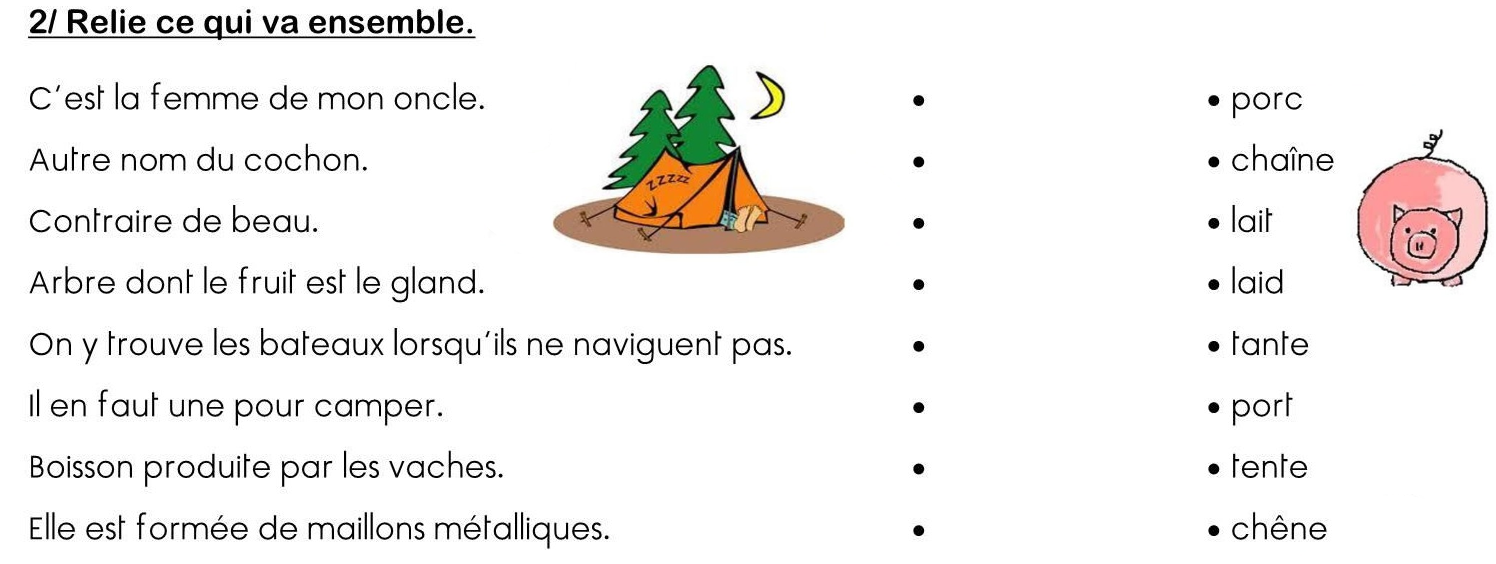 2/ Relie ce qui va ensemble.
C'est la femme de mon oncle. • • porc
Autre nom du cochon. • • chaîne
Contraire de beau. • • lait
Arbre dont le fruit est le gland. • • laid
On y trouve les bateaux lorsqu'ils ne naviguent pas. • • tante
Il en faut une pour camper. • • port
Boisson produite par les vaches. • • tente
Elle est formée de maillons métalliques. • • chêne
zzzzz